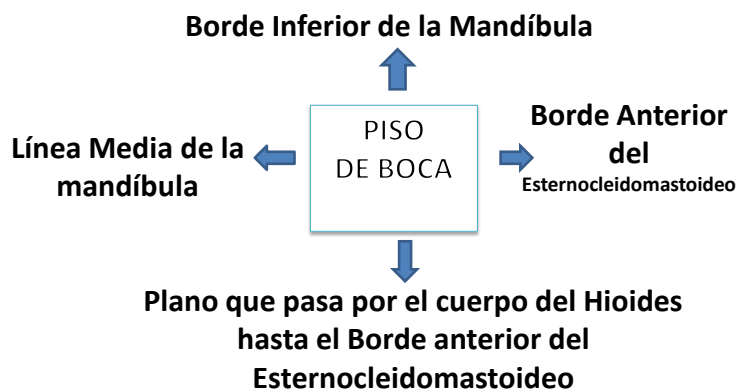 Borde Inferior de la Mandíbula
PISO
DE BOCA
Línea Media de la
mandíbula
Borde Anterior
del
Esternocleidomastoideo
Plano que pasa por el cuerpo del Hioides
hasta el Borde anterior del
Esternocleidomastoideo